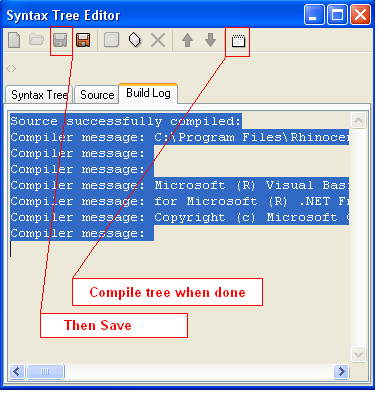 Syntax Tree Editor
<>
Syntax Tree Source Build Log
Source successfully compiled:
Compiler message: C:\Program Files\Rhinocer
Compiler message:
Compiler message:
Compiler message: Microsoft (R) Visual Basi
Compiler message: for Microsoft (R) .NET Fr
Compiler message: Copyright (c) Microsoft C
Compiler message:
Compile tree when done
Then Save